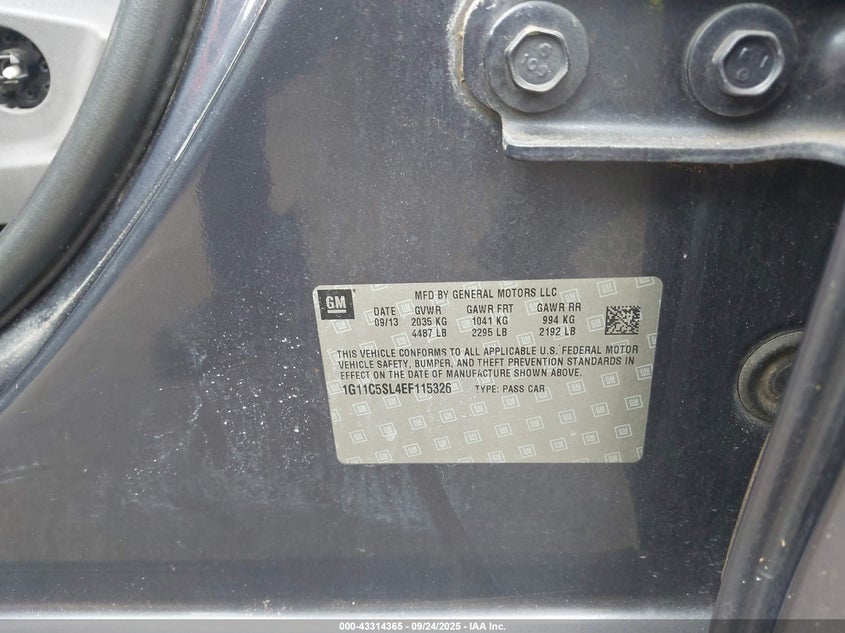 GM
MFD BY GENERAL MOTORS LLC
DATE GVWR GAWR FRT GAWR RR
09/13 2035 KG 1041 KG 994 KG
4487 LB 2295 LB 2192 LB
THIS VEHICLE CONFORMS TO ALL APPLICABLE U.S. FEDERAL MOTOR
VEHICLE SAFETY, BUMPER, AND THEFT PREVENTION STANDARDS IN
EFFECT ON THE DATE OF MANUFACTURE SHOWN ABOVE.
1G11C5SL4EF115326 TYPE: PASS CAR
000-43314365 - 09/24/2025 - IAA Inc.